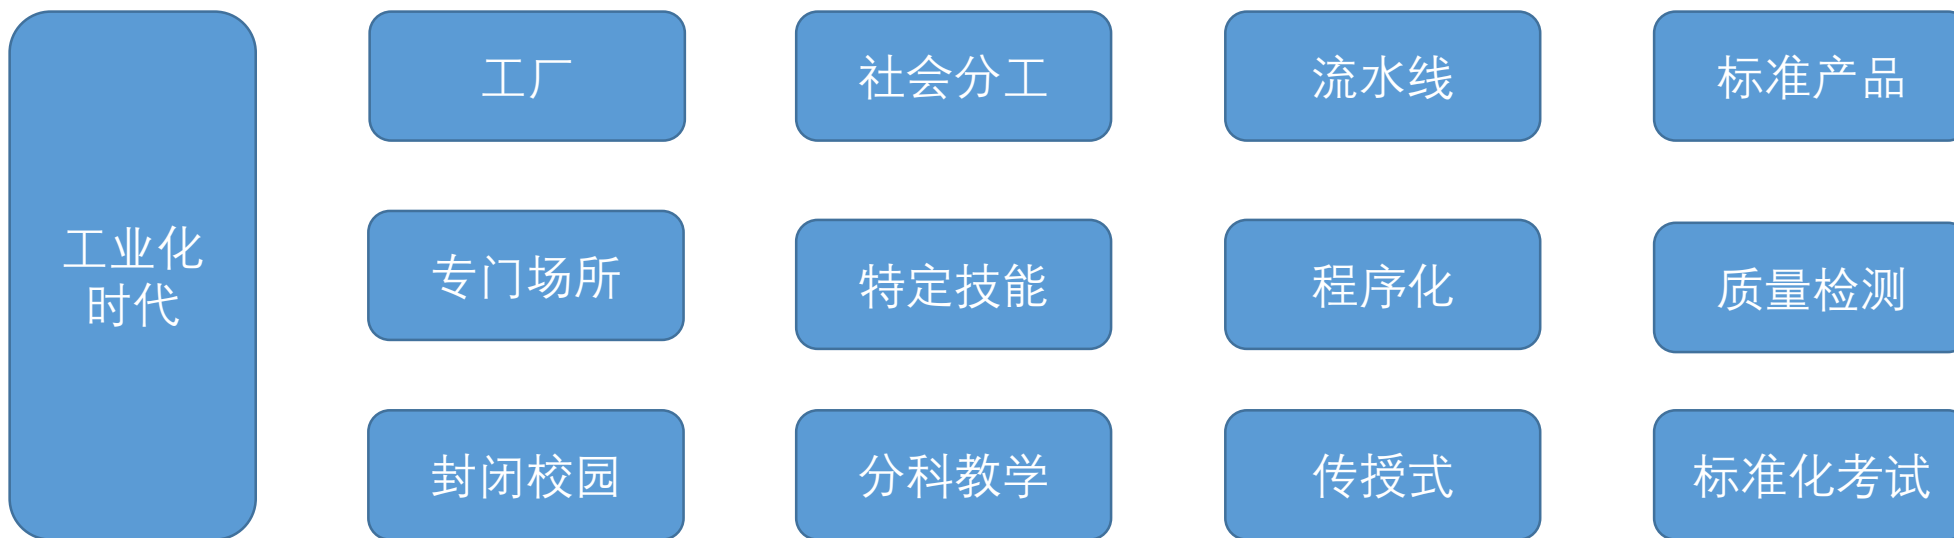 工业化
时代
工厂
社会分工
流水线
标准产品
专门场所
特定技能
程序化
质量检测
封闭校园
分科教学
传授式
标准化考试